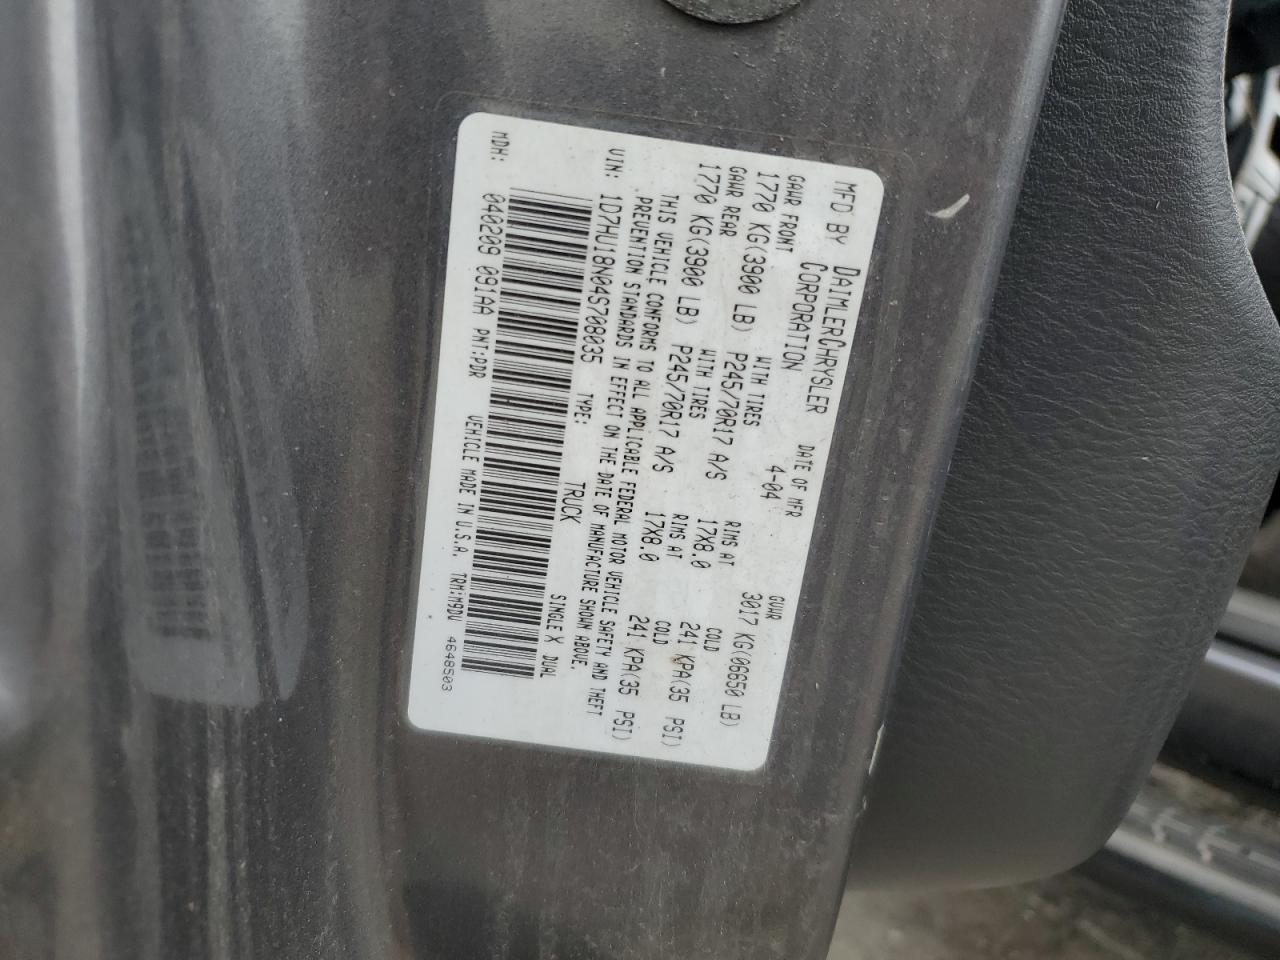 MFD BY DAIMLERCHRYSLER CORPORATION DATE OF MFR 4-04 GVWR 3017 KG(06650 LB)
GAWR FRONT WITH TIRES RIMS AT COLD
1770 KG(3900 LB) P245/70R17 A/S 17X8.0 241 KPA(35 PSI)
GAWR REAR WITH TIRES RIMS AT COLD
1770 KG(3900 LB) P245/70R17 A/S 17X8.0 241 KPA(35 PSI)
THIS VEHICLE CONFORMS TO ALL APPLICABLE FEDERAL MOTOR VEHICLE SAFETY AND THEFT
PREVENTION STANDARDS IN EFFECT ON THE DATE OF MANUFACTURE SHOWN ABOVE.
VIN: 1D7HU18N04S708035 TYPE: TRUCK SINGLE X DUAL
MDH: 040209 091AA PNT:PDR VEHICLE MADE IN U.S.A. TRM:M9DV 4648503